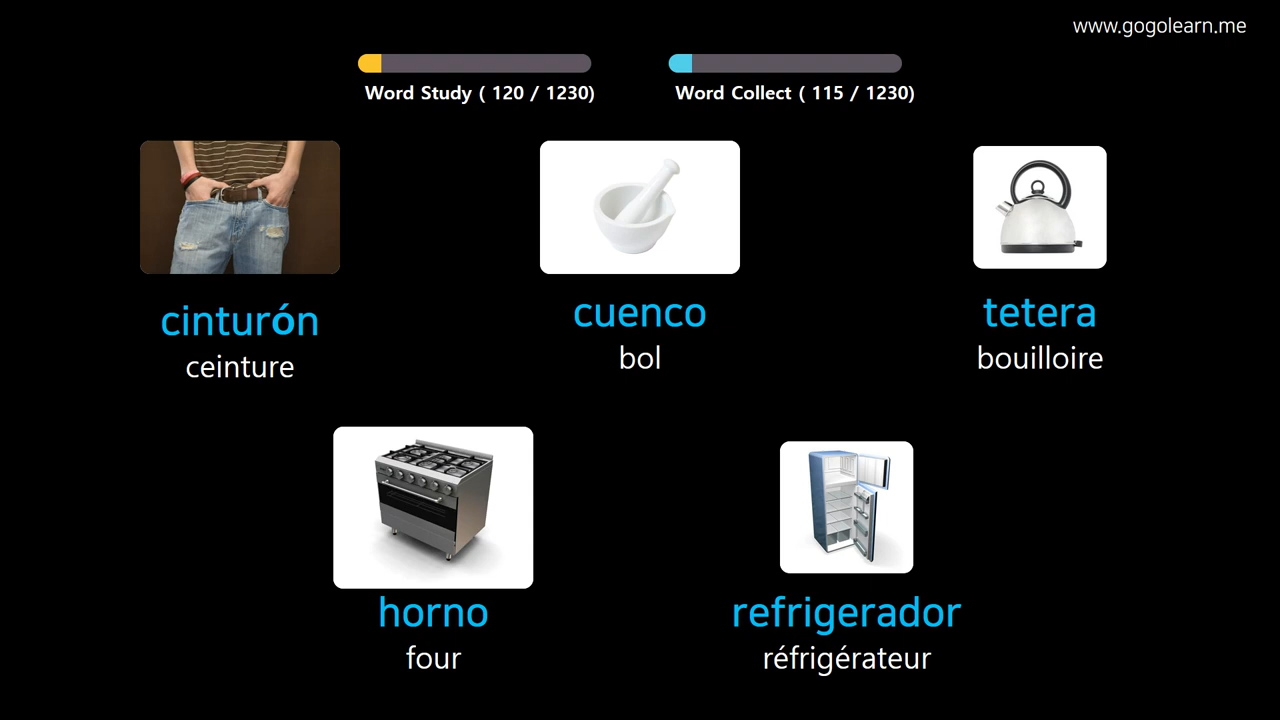 www.gogolearn.me
Word Study ( 120 / 1230)
Word Collect ( 115 / 1230)
cinturón
ceinture
cuenco
bol
tetera
bouilloire
horno
four
refrigerador
réfrigérateur